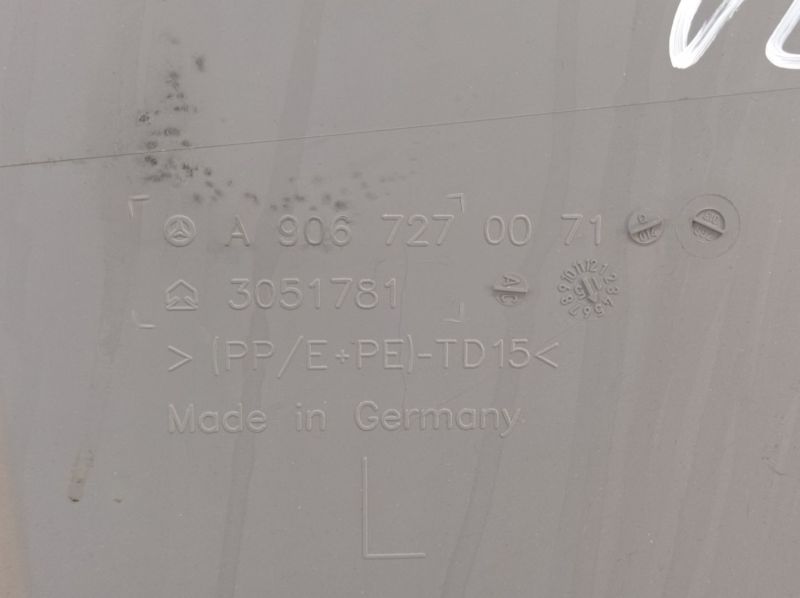 A 906 727 00 71
3051781
>(PP/E+PE)-TD15<
Made in Germany
L